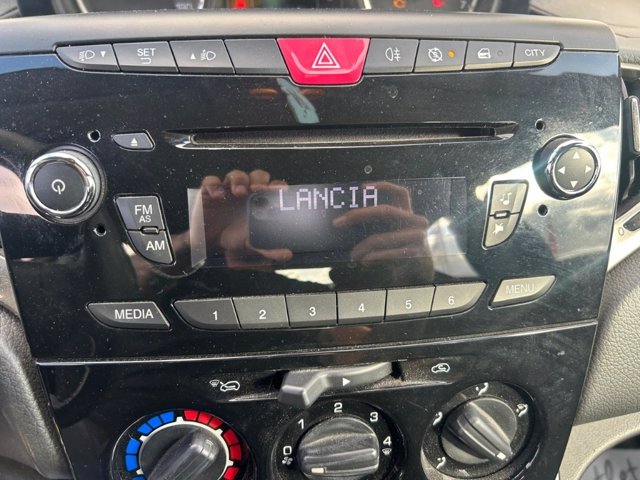 SET
CITY
LANCIA
FM
AS
AM
MEDIA
1 2 3 4 5 6
MENU
1 2 3 4
0